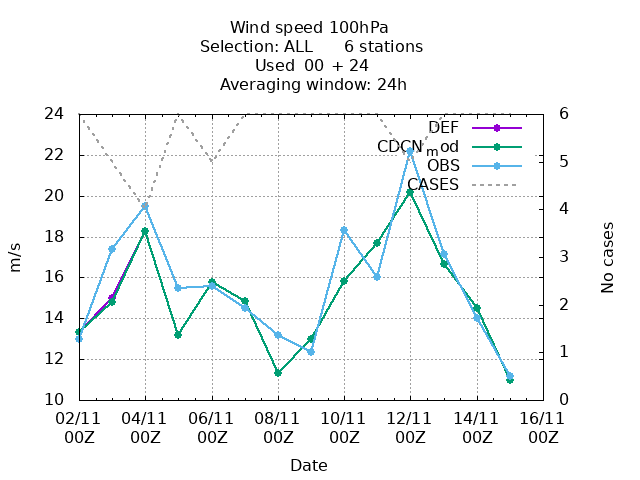 Wind speed 100hPa
Selection: ALL 6 stations
Used 00 + 24
Averaging window: 24h
24 6
DEF
CDCN_mod
22 5
OBS
CASES
20
18 4
16 3
14 2
12 1
10 0
m/s
No cases
02/11 04/11 06/11 08/11 10/11 12/11 14/11 16/11
00Z 00Z 00Z 00Z 00Z 00Z 00Z 00Z
Date